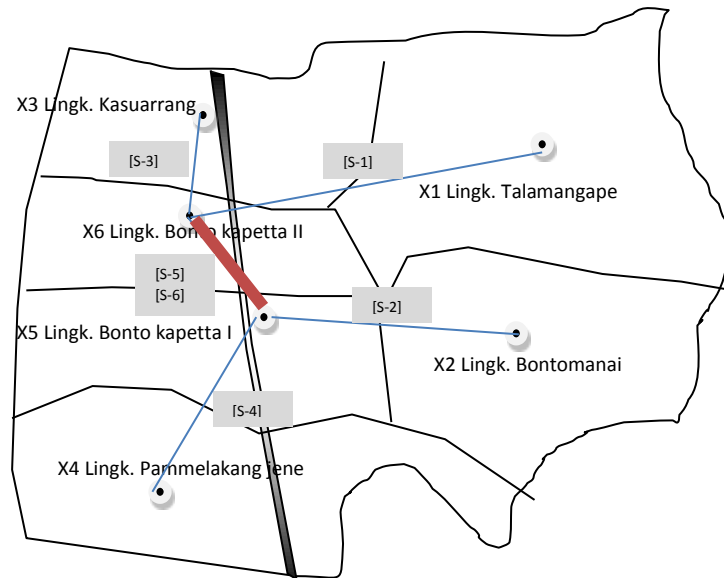 X3 Lingk. Kasuarrang
[S-3]
[S-1]
X1 Lingk. Talamangape
X6 Lingk. Bonto kapetta II
[S-5]
[S-6]
[S-2]
X5 Lingk. Bonto kapetta I
X2 Lingk. Bontomanai
[S-4]
X4 Lingk. Pammelakang jene